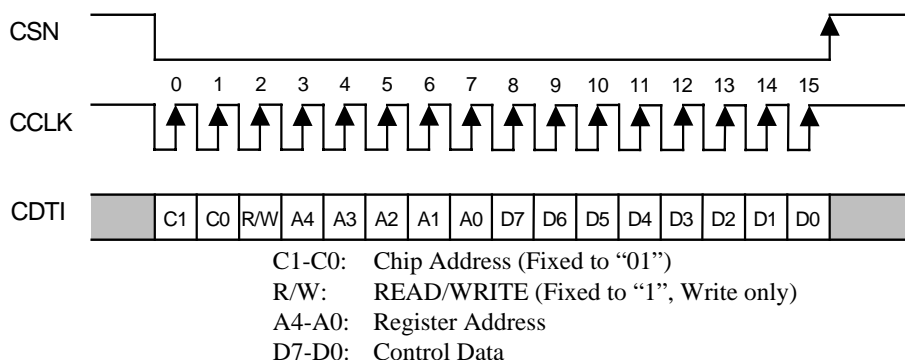 CSN
0 1 2 3 4 5 6 7 8 9 10 11 12 13 14 15
CCLK
CDTI C1 C0 R/W A4 A3 A2 A1 A0 D7 D6 D5 D4 D3 D2 D1 D0
C1-C0: Chip Address (Fixed to “01”)
R/W: READ/WRITE (Fixed to “1”, Write only)
A4-A0: Register Address
D7-D0: Control Data